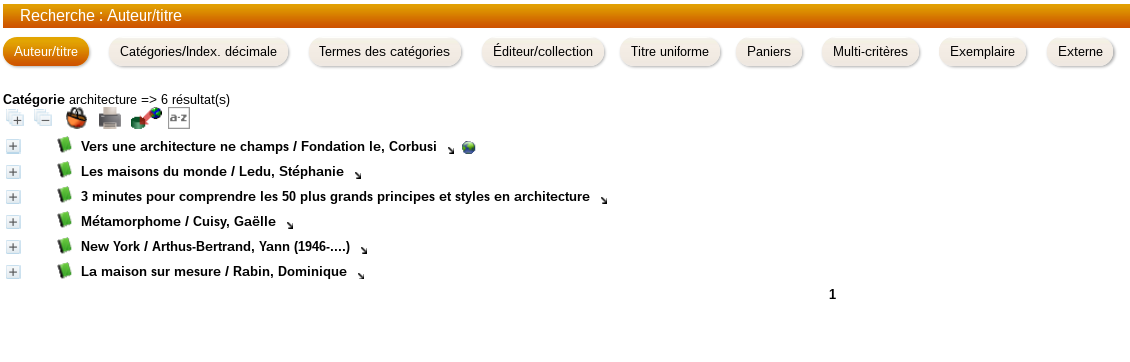 Recherche : Auteur/titre
Auteur/titre Catégories/Index. décimale Termes des catégories Éditeur/collection Titre uniforme Paniers Multi-critères Exemplaire Externe
Catégorie architecture => 6 résultat(s)
a-z
Vers une architecture ne champs / Fondation le, Corbusi
Les maisons du monde / Ledu, Stéphanie
3 minutes pour comprendre les 50 plus grands principes et styles en architecture
Métamorphome / Cuisy, Gaëlle
New York / Arthus-Bertrand, Yann (1946-....)
La maison sur mesure / Rabin, Dominique
1